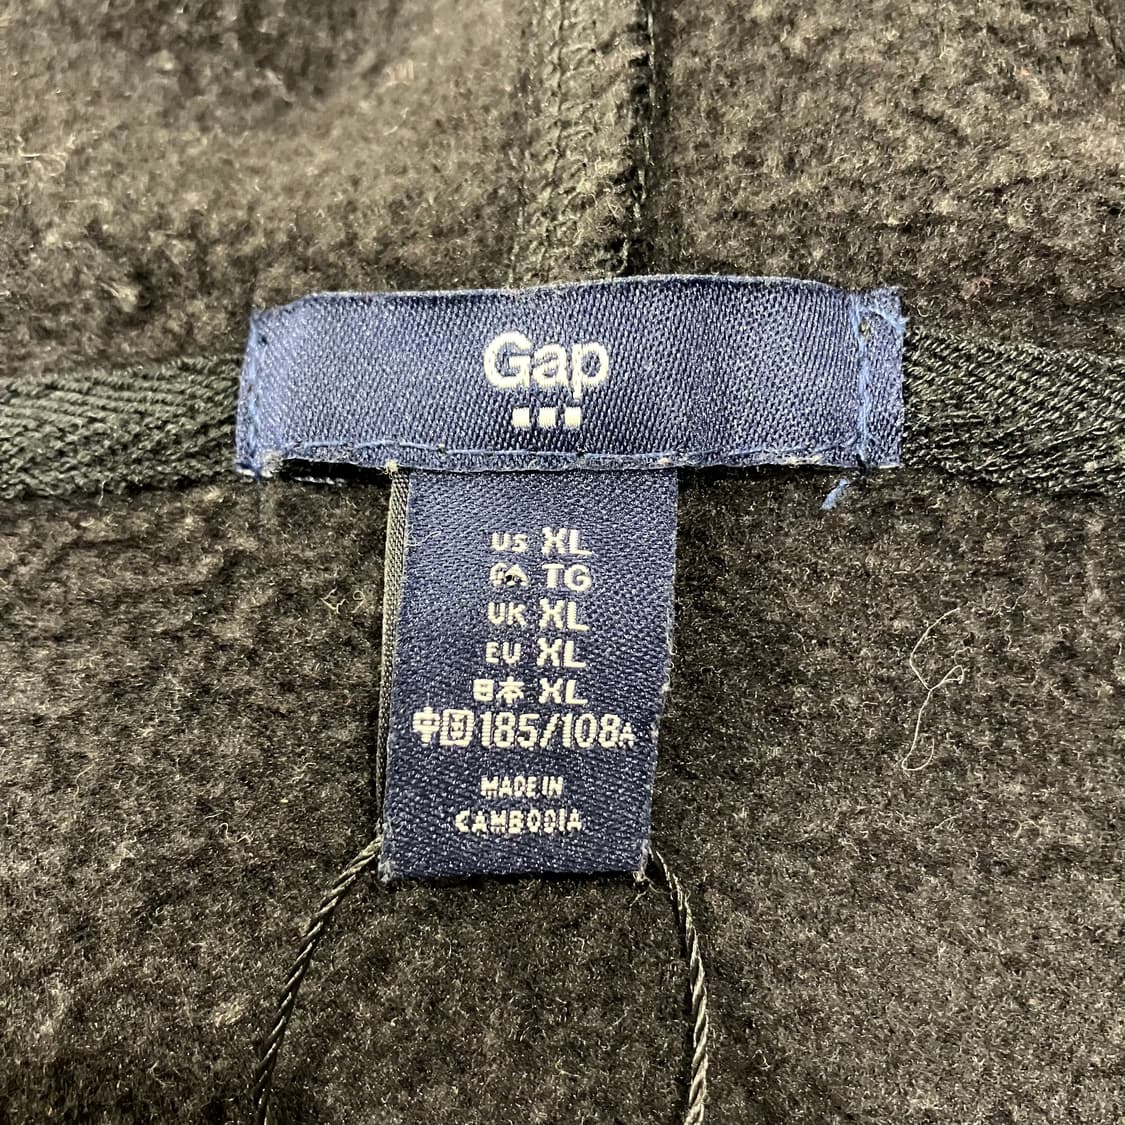 Gap
US XL
CA TG
UK XL
EU XL
日本 XL
中国 185/108A
MADE IN
CAMBODIA